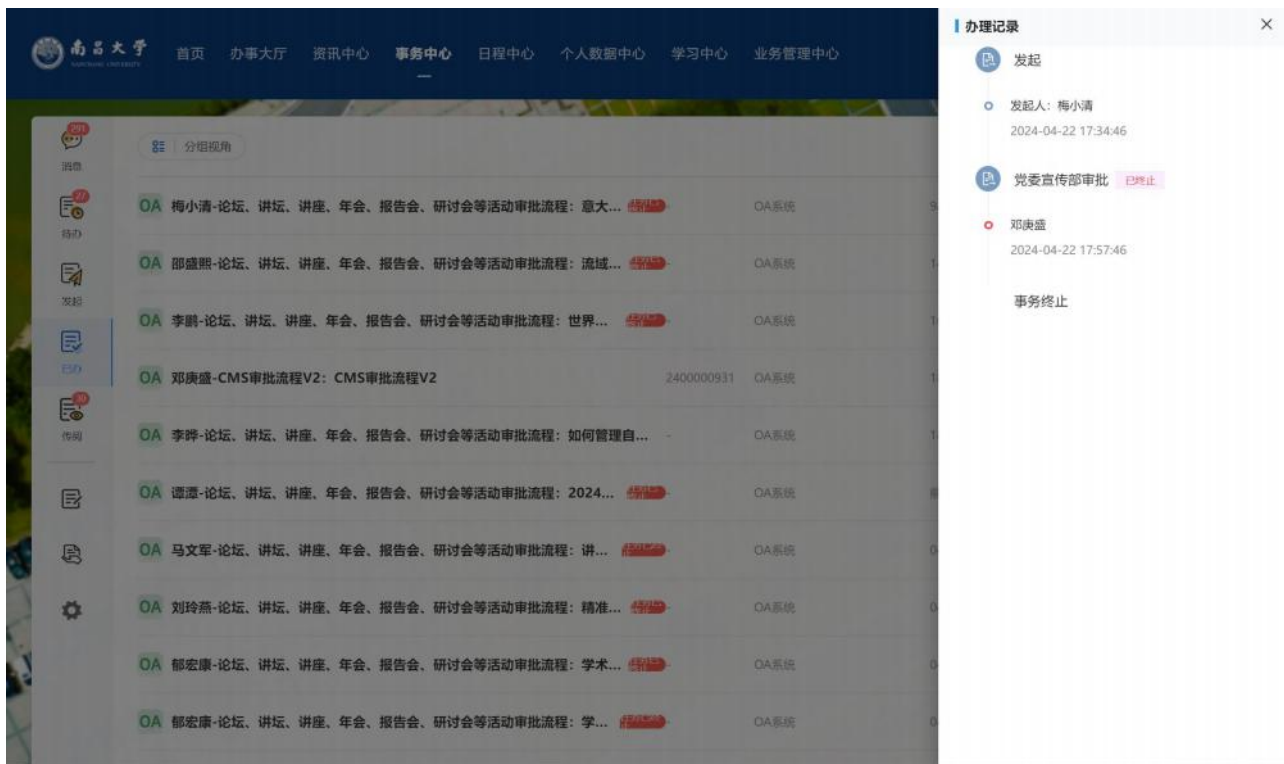 南昌大学 首页 办事大厅 资讯中心 事务中心 日程中心 个人数据中心 学习中心 业务管理中心
NANCHANG UNIVERSITY
291
消息
分组视角
27
待办
发起
已办
30
传阅
OA 梅小清-论坛、讲坛、讲座、年会、报告会、研讨会等活动审批流程：意大... - OA系统
OA 邵盛熙-论坛、讲坛、讲座、年会、报告会、研讨会等活动审批流程：流域... - OA系统
OA 李鹏-论坛、讲坛、讲座、年会、报告会、研讨会等活动审批流程：世界... - OA系统
OA 邓庚盛-CMS审批流程V2：CMS审批流程V2 2400000931 OA系统
OA 李晔-论坛、讲坛、讲座、年会、报告会、研讨会等活动审批流程：如何管理自... - OA系统
OA 谭潭-论坛、讲坛、讲座、年会、报告会、研讨会等活动审批流程：2024... - OA系统
OA 马文军-论坛、讲坛、讲座、年会、报告会、研讨会等活动审批流程：讲... - OA系统
OA 刘玲燕-论坛、讲坛、讲座、年会、报告会、研讨会等活动审批流程：精准... - OA系统
OA 郁宏康-论坛、讲坛、讲座、年会、报告会、研讨会等活动审批流程：学术... - OA系统
OA 郁宏康-论坛、讲坛、讲座、年会、报告会、研讨会等活动审批流程：学... - OA系统
办理记录
发起
发起人：梅小清
2024-04-22 17:34:46
党委宣传部审批 已终止
邓庚盛
2024-04-22 17:57:46
事务终止